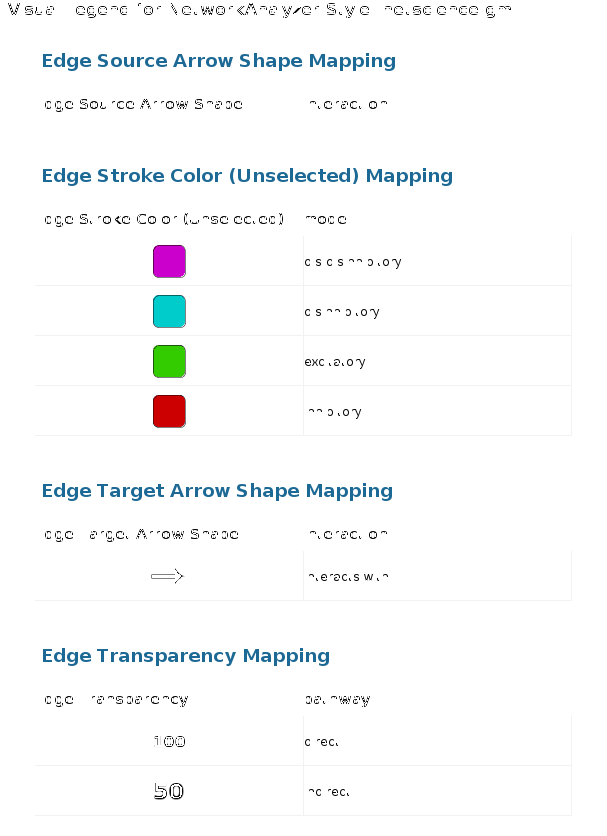 Visual Legend for NetworkAnalyzer Style
Edge Source Arrow Shape Mapping
Edge Source Arrow Shape interaction
Edge Stroke Color (Unselected) Mapping
Edge Stroke Color (Unselected) mode
disdisinhibitory
disinhibitory
excitatory
inhibitory
Edge Target Arrow Shape Mapping
Edge Target Arrow Shape interaction
interacts with
Edge Transparency Mapping
Edge Transparency pathway
100 direct
50 indirect